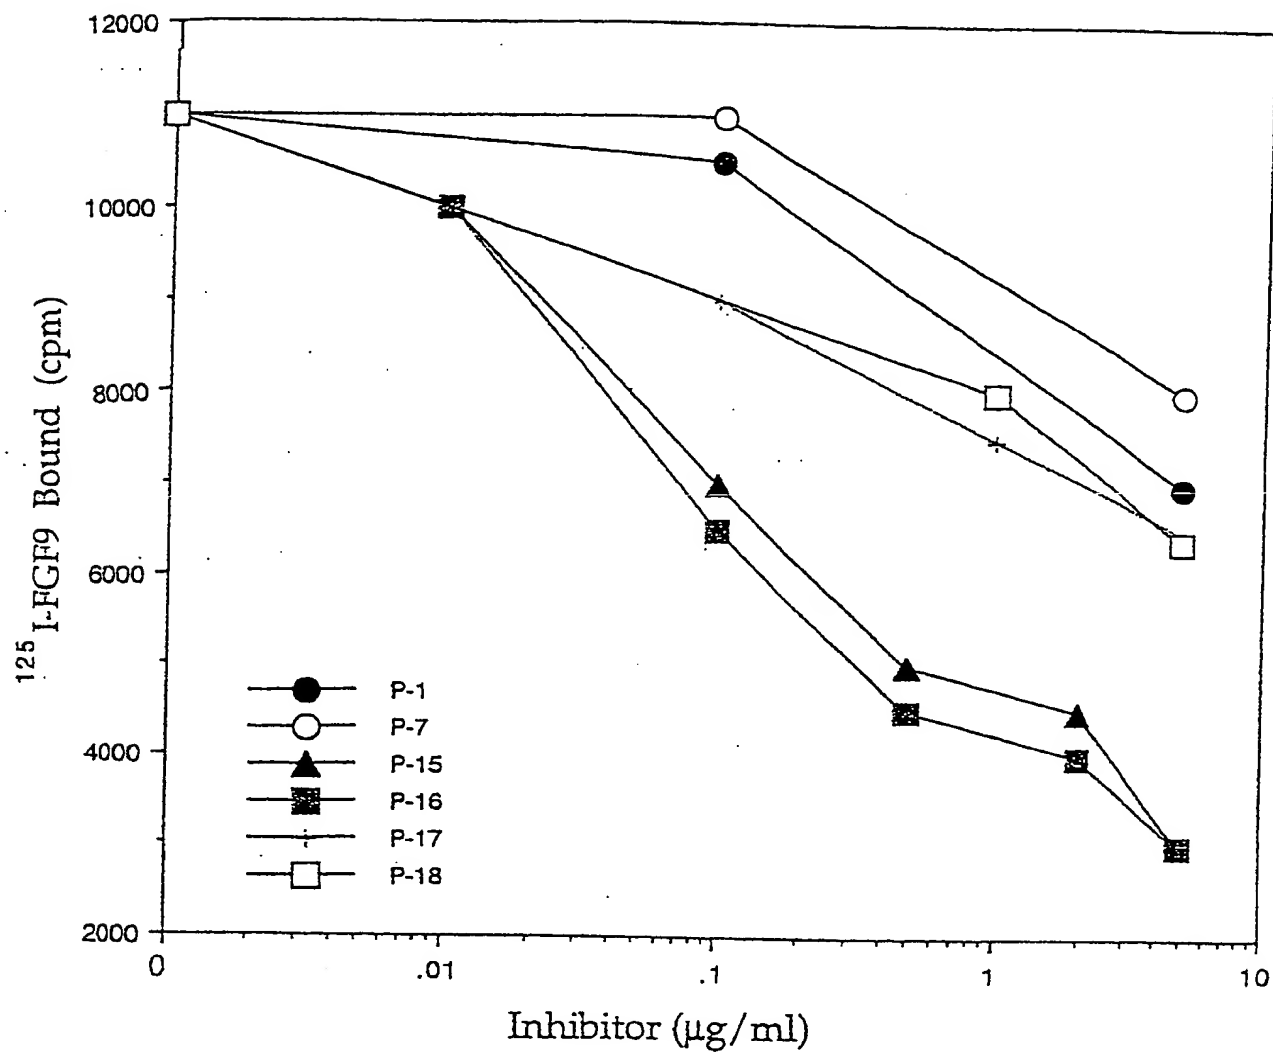 12000
10000
8000
6000
4000
2000
¹²⁵I-FGF9 Bound (cpm)
P-1
P-7
P-15
P-16
P-17
P-18
0
.01
.1
1
10
Inhibitor (μg/ml)